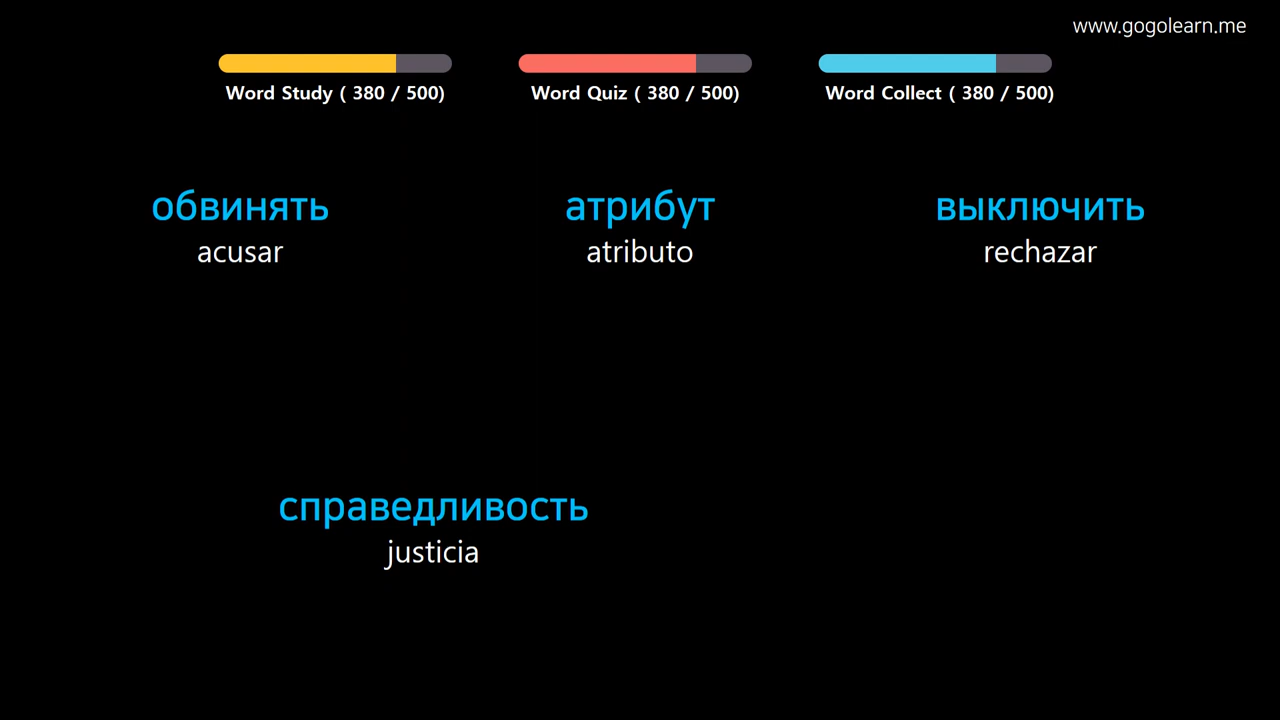 www.gogolearn.me
Word Study ( 380 / 500)
Word Quiz ( 380 / 500)
Word Collect ( 380 / 500)
обвинять
acusar
атрибут
atributo
выключить
rechazar
справедливость
justicia